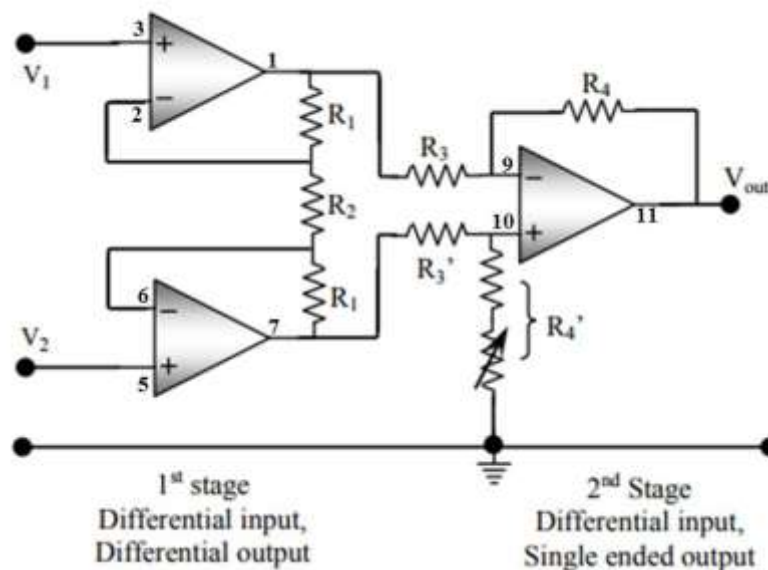 3
+
1
V₁
2
−
R₁
R₄
R₃
9
−
R₂
V_out
10
+
11
R₃’
6
−
R₁
7
R₄’
V₂
+
5
1st stage
Differential input,
Differential output
2nd Stage
Differential input,
Single ended output